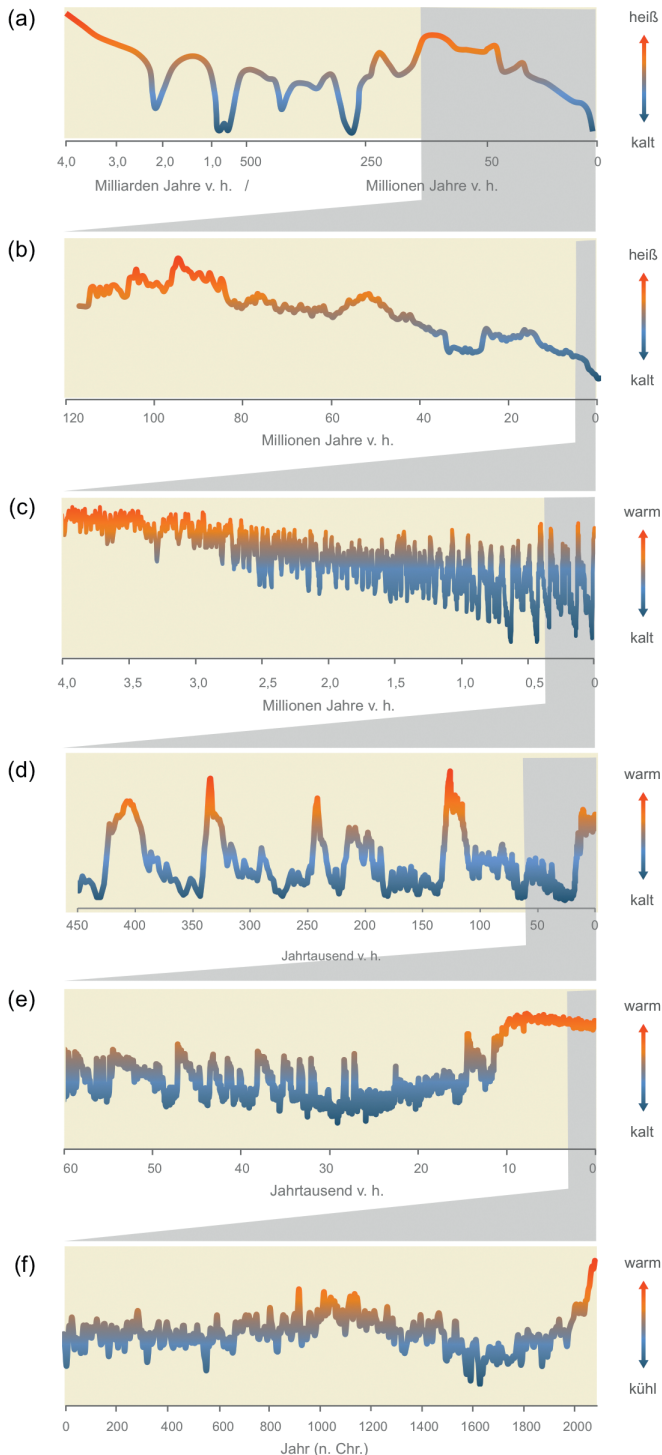 (a)
heiß
kalt
4,0 3,0 2,0 1,0 500 250 50 0
Milliarden Jahre v. h. / Millionen Jahre v. h.
(b)
heiß
kalt
120 100 80 60 40 20 0
Millionen Jahre v. h.
(c)
warm
kalt
4,0 3,5 3,0 2,5 2,0 1,5 1,0 0,5 0
Millionen Jahre v. h.
(d)
warm
kalt
450 400 350 300 250 200 150 100 50 0
Jahrtausend v. h.
(e)
warm
kalt
60 50 40 30 20 10 0
Jahrtausend v. h.
(f)
warm
kühl
0 200 400 600 800 1000 1200 1400 1600 1800 2000
Jahr (n. Chr.)